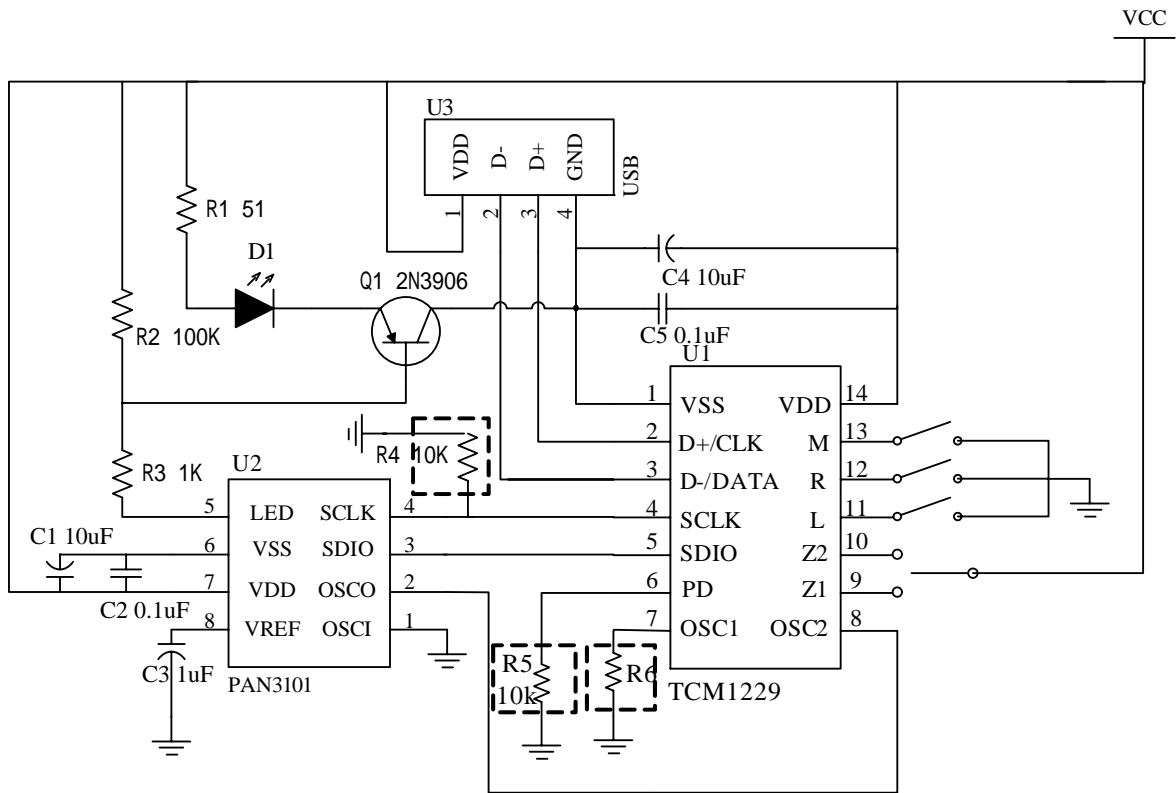 VCC
U3
VDD
D-
D+
GND
USB
1
2
3
4
R1 51
D1
Q1 2N3906
C4 10uF
R2 100K
C5 0.1uF
U1
1 VSS VDD 14
2 D+/CLK M 13
3 D-/DATA R 12
4 SCLK L 11
5 SDIO Z2 10
6 PD Z1 9
7 OSC1 OSC2 8
TCM1229
R4 10K
R3 1K
U2
5 LED SCLK 4
6 VSS SDIO 3
7 VDD OSCO 2
8 VREF OSCI 1
PAN3101
C1 10uF
C2 0.1uF
C3 1uF
R5
10k
R6